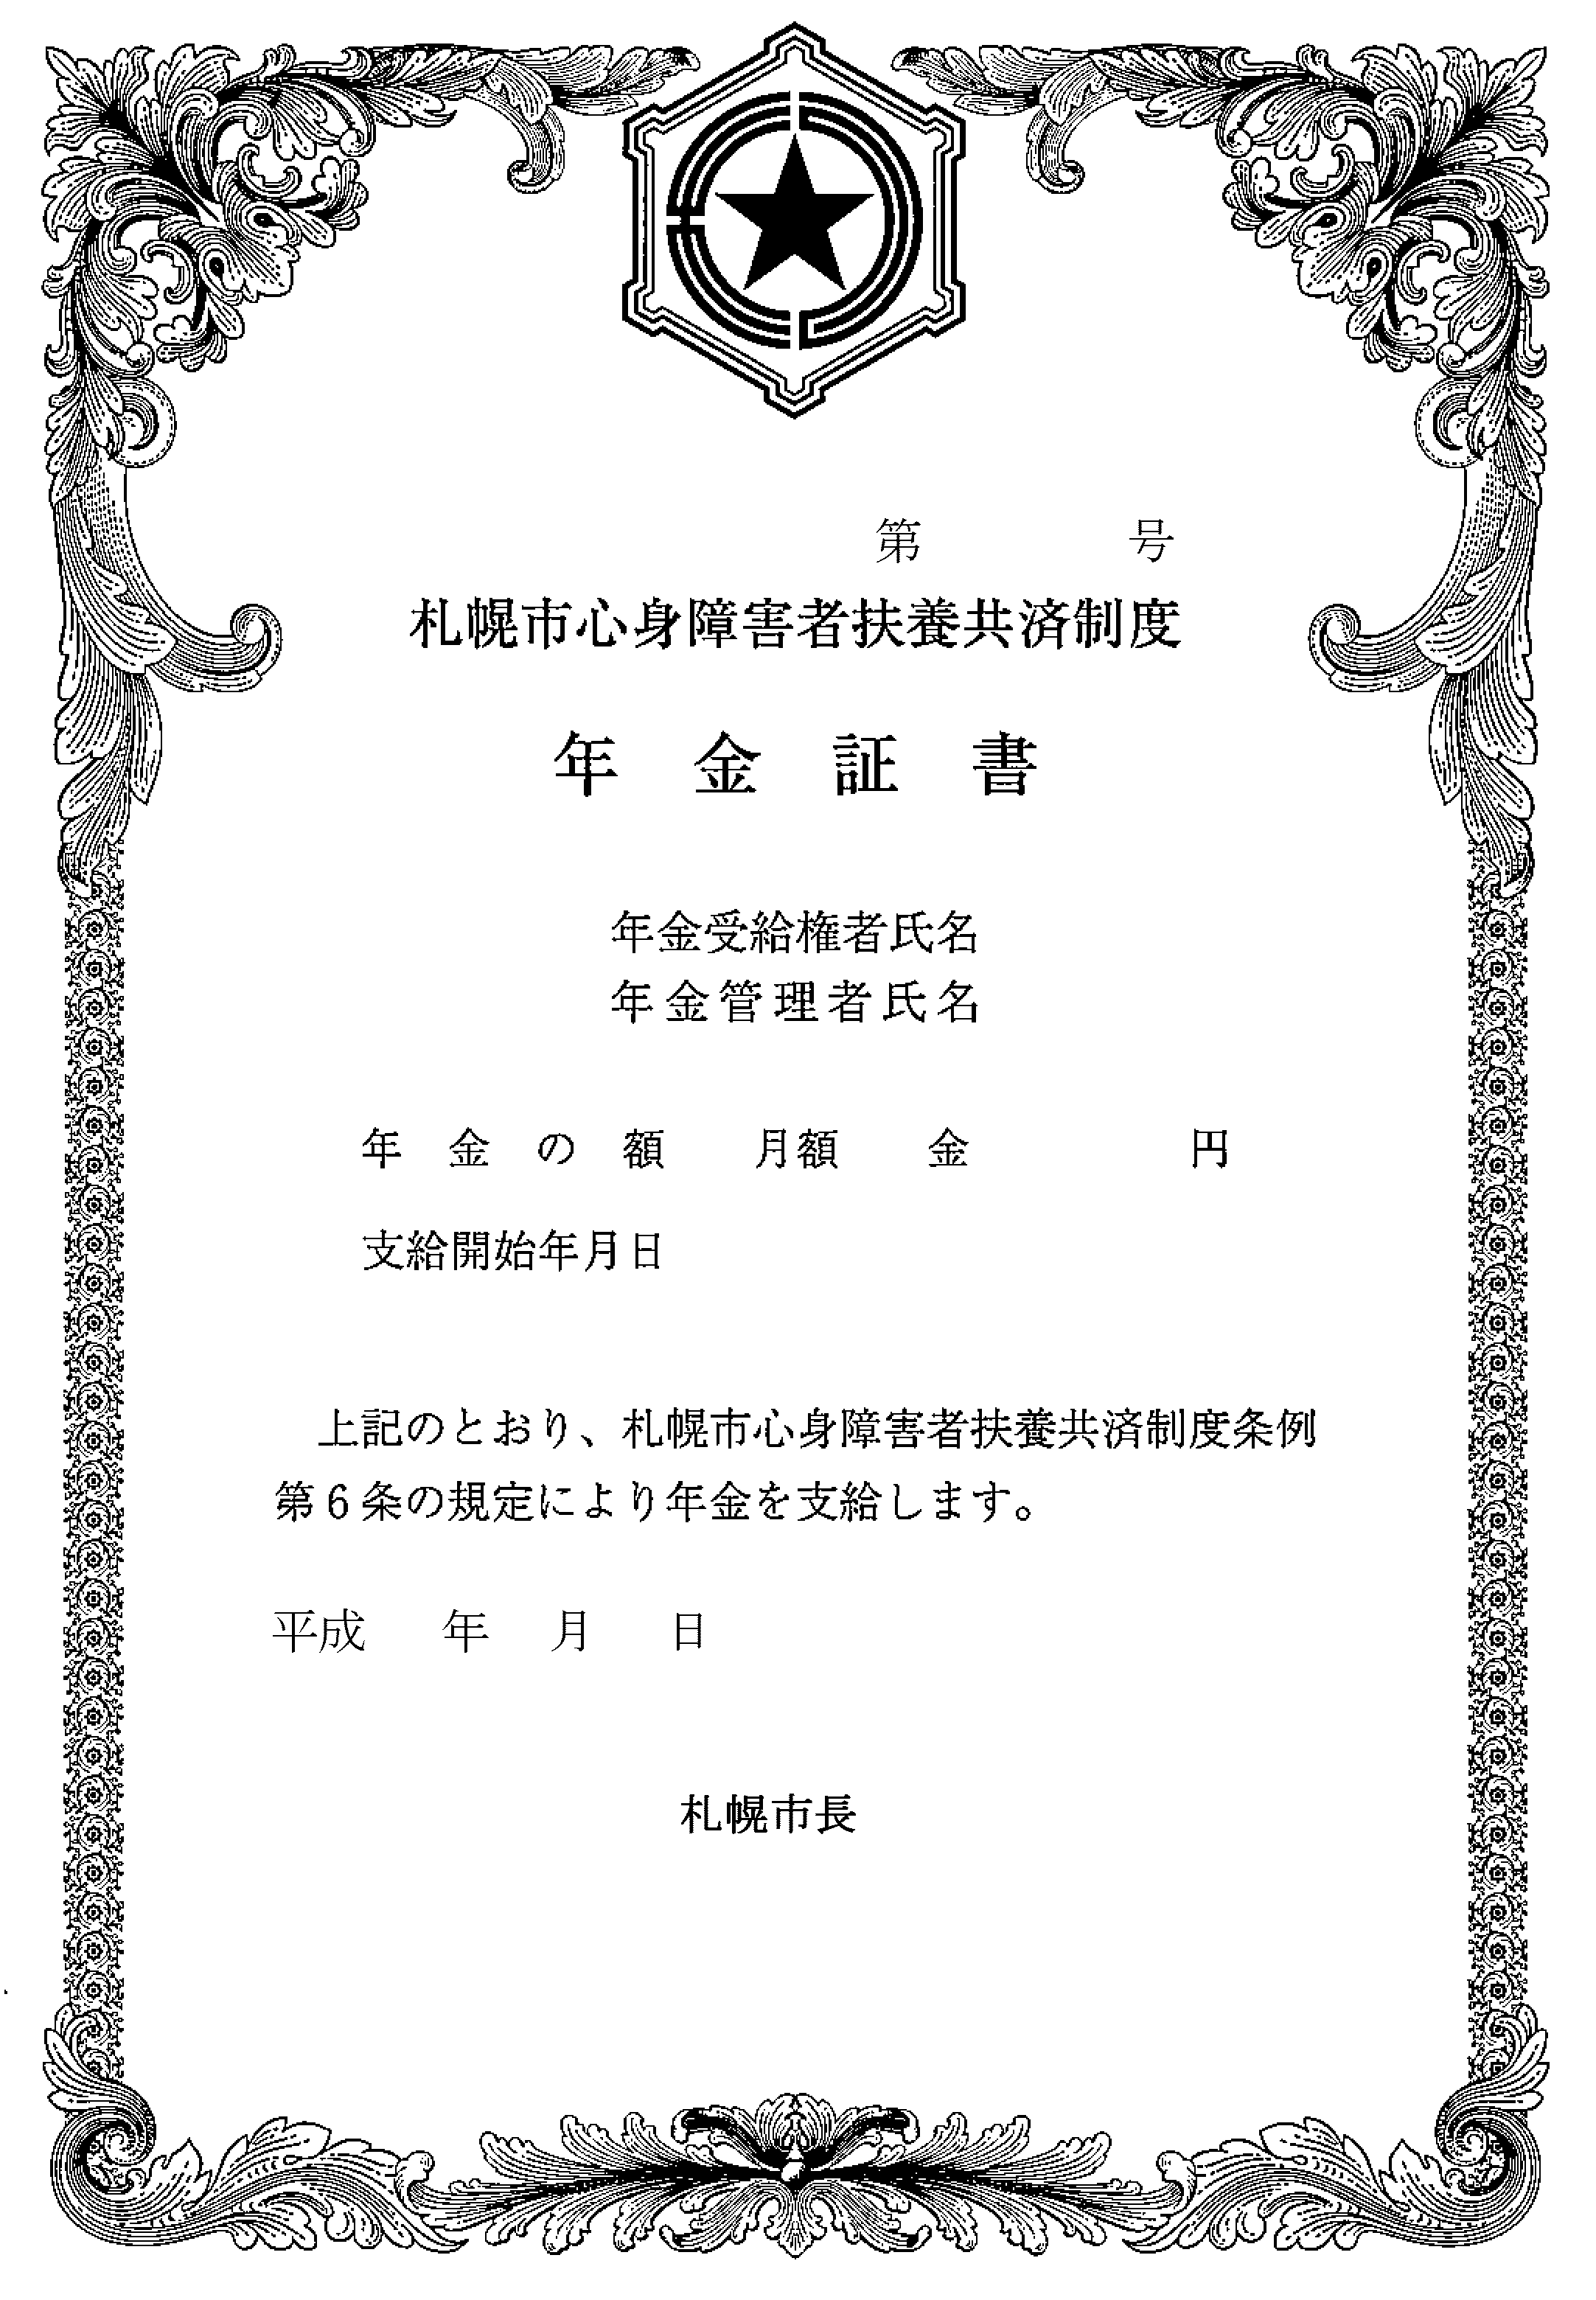 第　　　　号
札幌市心身障害者扶養共済制度
年　金　証　書
年金受給権者氏名
年金管理者氏名
年　金　の　額　　月額　　金　　　　　円
支給開始年月日
上記のとおり、札幌市心身障害者扶養共済制度条例
第６条の規定により年金を支給します。
平成　　年　　月　　日
札幌市長